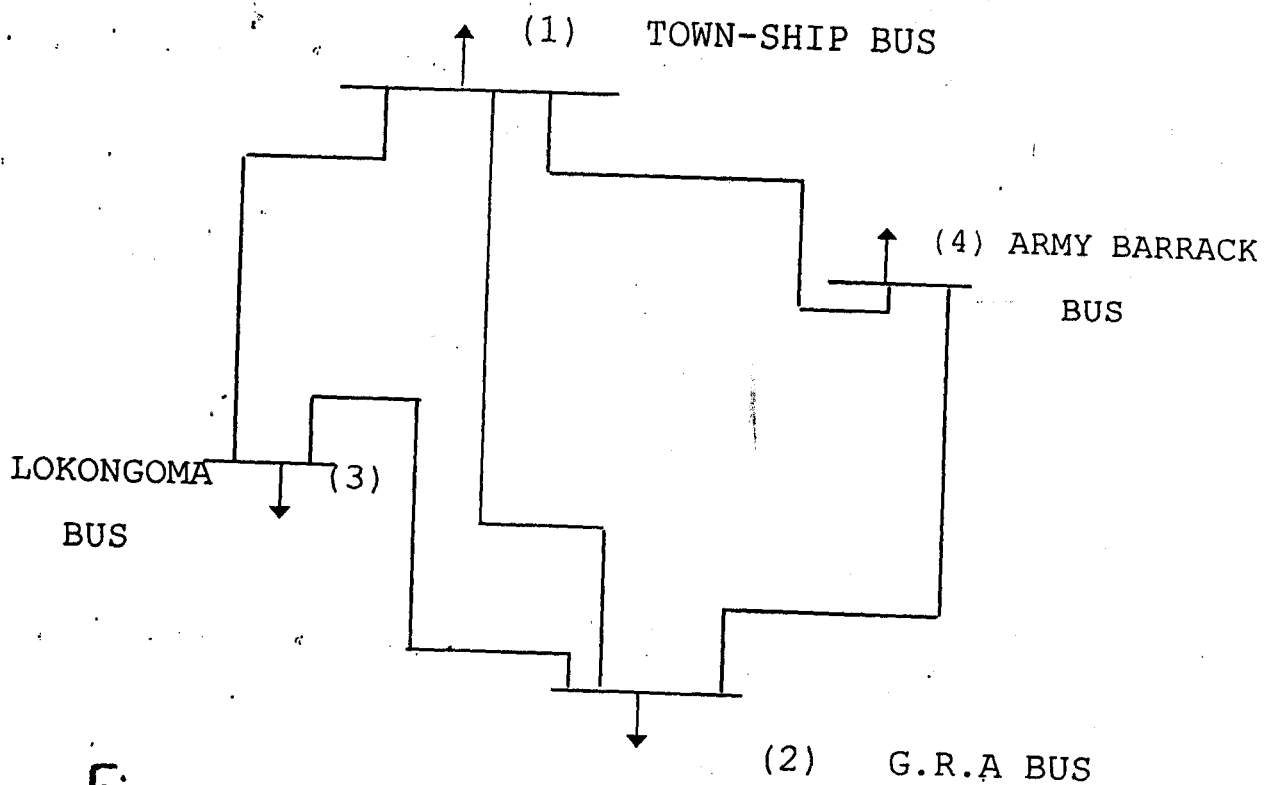 (1) TOWN-SHIP BUS
(4) ARMY BARRACK
BUS
LOKONGOMA (3)
BUS
(2) G.R.A BUS